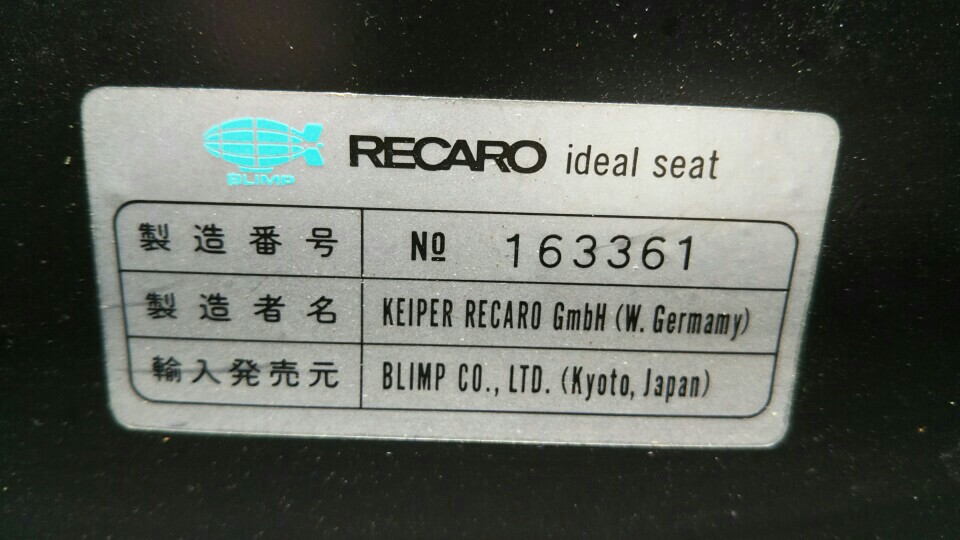 BLIMP
RECARO ideal seat
製造番号 No 163361
製造者名 KEIPER RECARO GmbH (W. Germamy)
輸入発売元 BLIMP CO., LTD. (Kyoto, Japan)